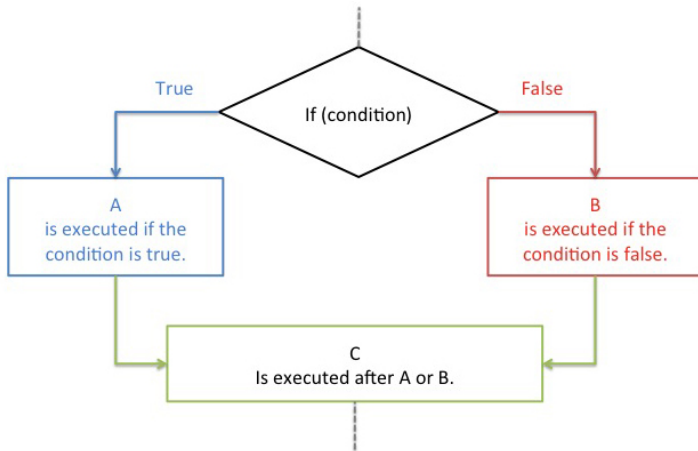 True
False
If (condition)
A
is executed if the
condition is true.
B
is executed if the
condition is false.
C
Is executed after A or B.